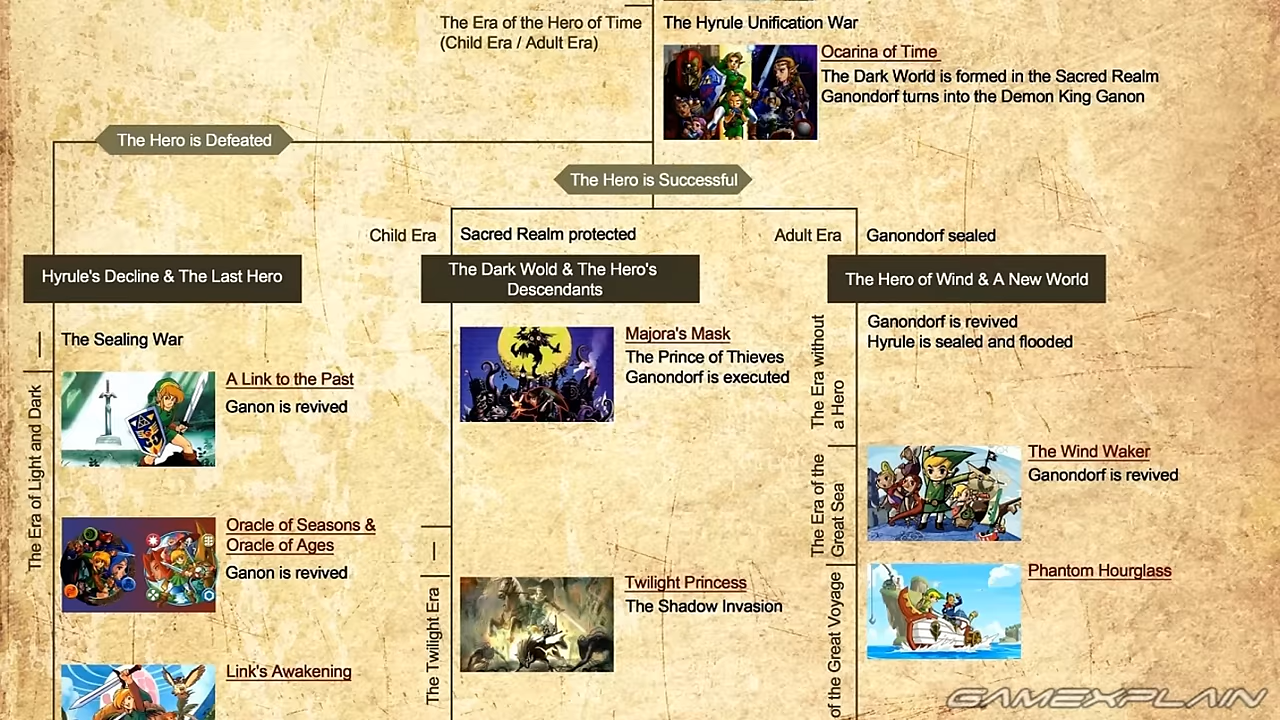 The Era of the Hero of Time
(Child Era / Adult Era)
The Hyrule Unification War
Ocarina of Time
The Dark World is formed in the Sacred Realm
Ganondorf turns into the Demon King Ganon
The Hero is Defeated
The Hero is Successful
Child Era
Sacred Realm protected
Adult Era
Ganondorf sealed
Hyrule's Decline & The Last Hero
The Dark Wold & The Hero's
Descendants
The Hero of Wind & A New World
The Sealing War
The Era of Light and Dark
A Link to the Past
Ganon is revived
Oracle of Seasons &
Oracle of Ages
Ganon is revived
Link's Awakening
Majora's Mask
The Prince of Thieves
Ganondorf is executed
The Twilight Era
Twilight Princess
The Shadow Invasion
The Era without
a Hero
Ganondorf is revived
Hyrule is sealed and flooded
The Era of the
Great Sea
The Wind Waker
Ganondorf is revived
of the Great Voyage
Phantom Hourglass
GAMEXPLAIN